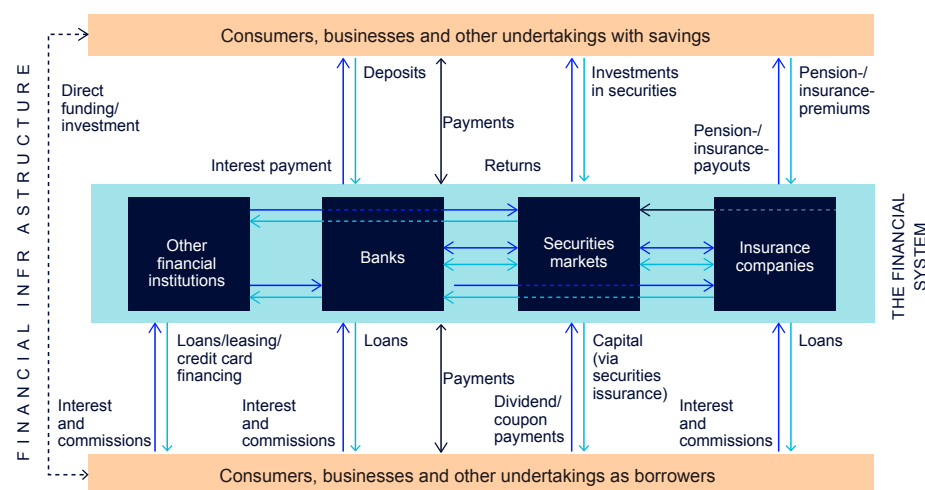 Consumers, businesses and other undertakings with savings
FINANCIAL INFR ASTRUCTURE
Direct
funding/
investment
Deposits
Payments
Interest payment
Investments
in securities
Returns
Pension-/
insurance-
premiums
Pension-/
insurance-
payouts
Other
financial
institutions
Banks
Securities
markets
Insurance
companies
THE FINANCIAL
SYSTEM
Loans/leasing/
credit card
financing
Interest
and
commissions
Loans
Interest
and
commissions
Payments
Capital
(via
securities
issurance)
Dividend/
coupon
payments
Loans
Interest
and
commissions
Consumers, businesses and other undertakings as borrowers